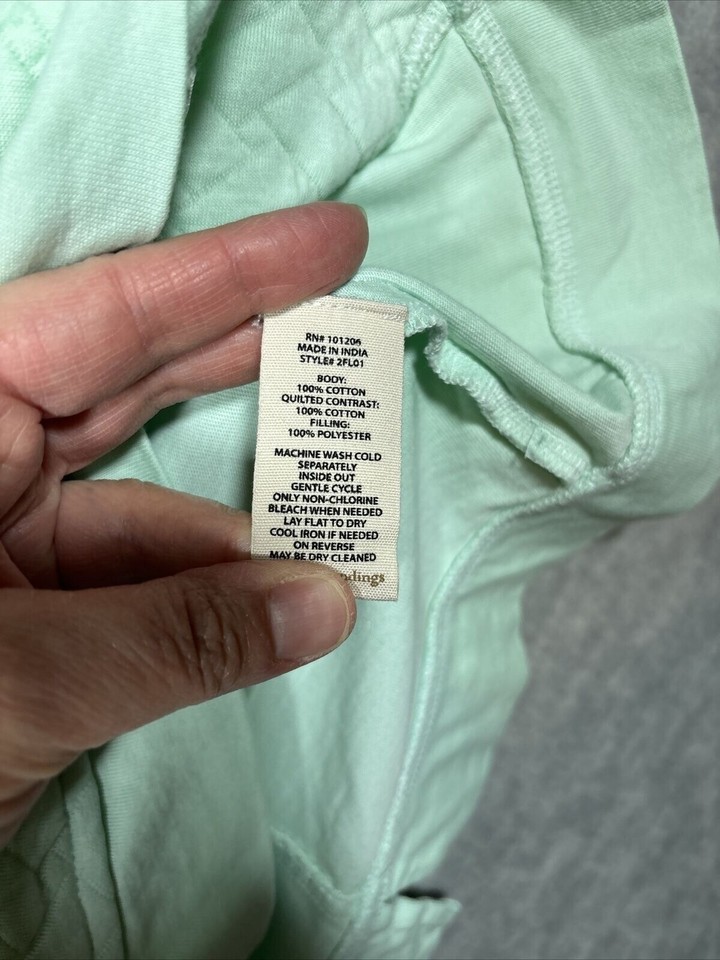 RN# 101206
MADE IN INDIA
STYLE# 2FL01
BODY:
100% COTTON
QUILTED CONTRAST:
100% COTTON
FILLING:
100% POLYESTER
MACHINE WASH COLD
SEPARATELY
INSIDE OUT
GENTLE CYCLE
ONLY NON-CHLORINE
BLEACH WHEN NEEDED
LAY FLAT TO DRY
COOL IRON IF NEEDED
ON REVERSE
MAY BE DRY CLEANED